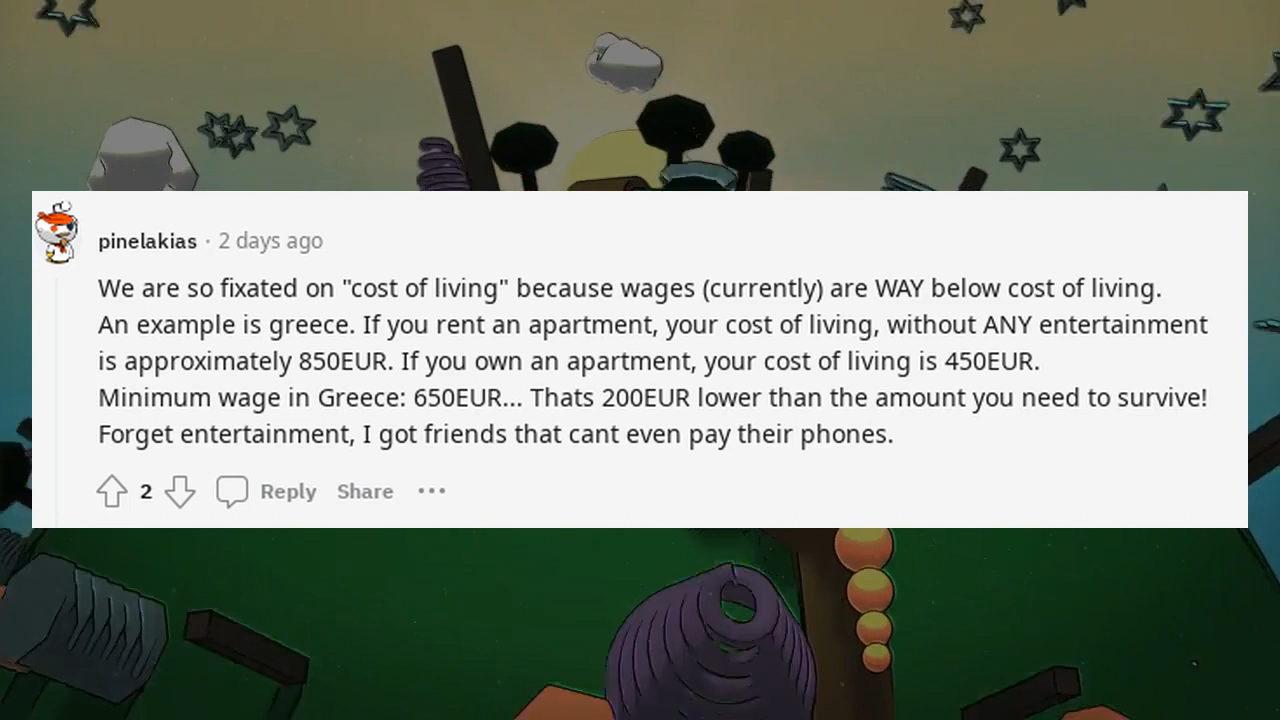 pinelakias · 2 days ago
We are so fixated on "cost of living" because wages (currently) are WAY below cost of living.
An example is greece. If you rent an apartment, your cost of living, without ANY entertainment
is approximately 850EUR. If you own an apartment, your cost of living is 450EUR.
Minimum wage in Greece: 650EUR... Thats 200EUR lower than the amount you need to survive!
Forget entertainment, I got friends that cant even pay their phones.
2 Reply Share